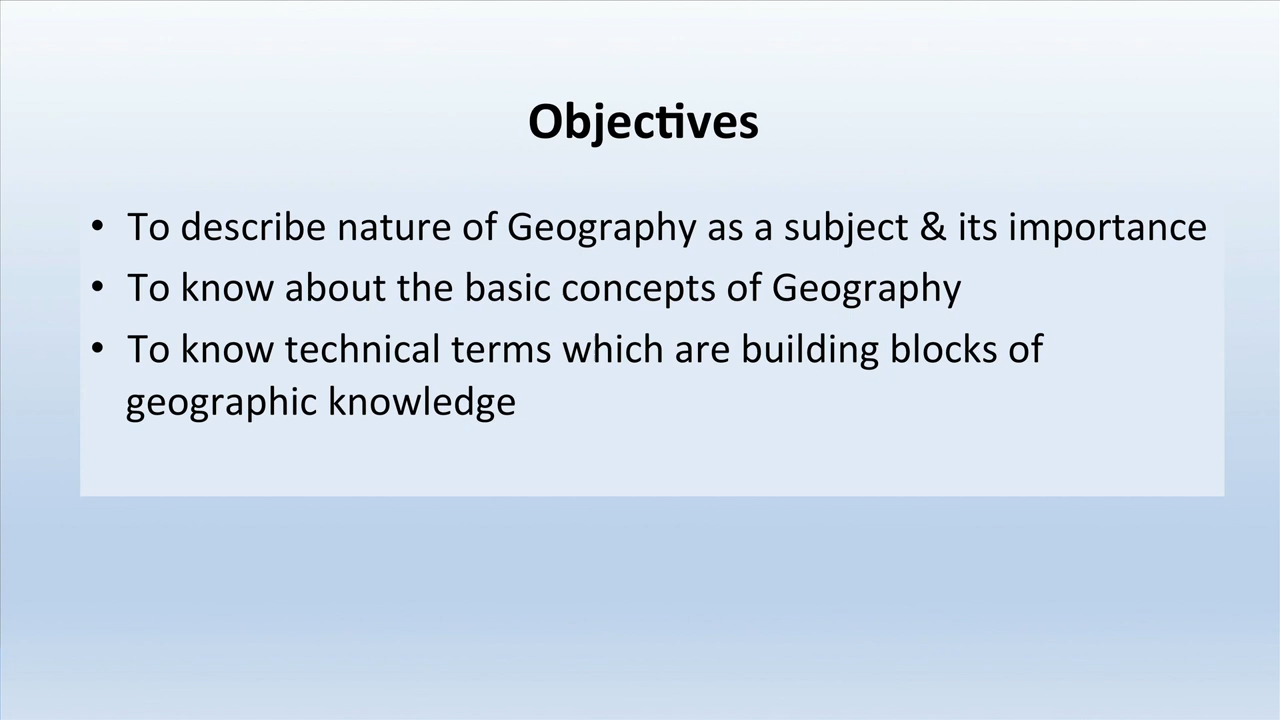 Objectives
• To describe nature of Geography as a subject & its importance
• To know about the basic concepts of Geography
• To know technical terms which are building blocks of
geographic knowledge